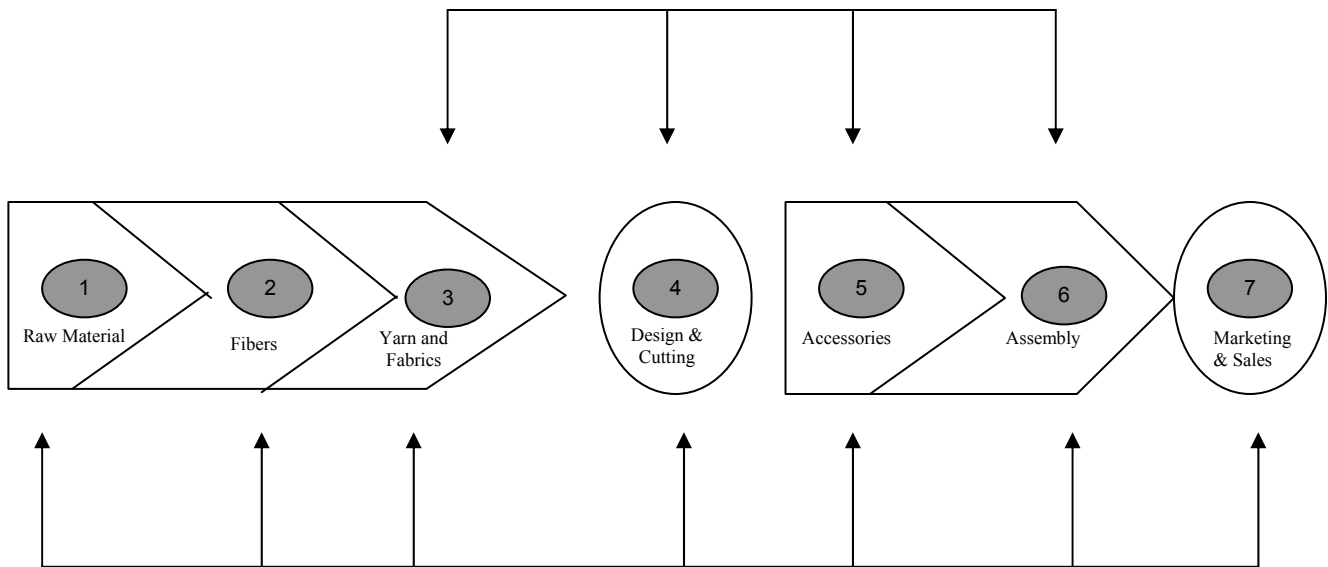 1
Raw Material
2
Fibers
3
Yarn and
Fabrics
4
Design &
Cutting
5
Accessories
6
Assembly
7
Marketing
& Sales